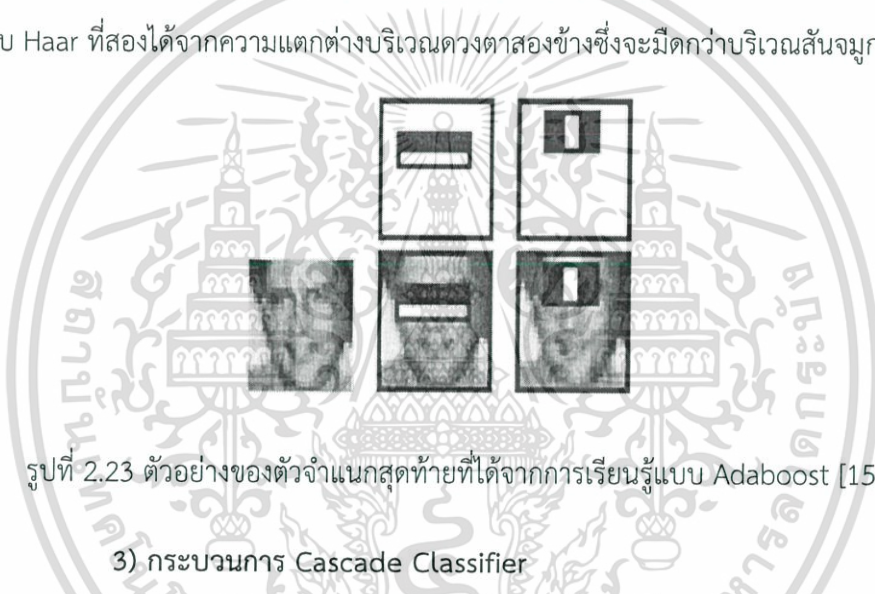 บ Haar ที่สองได้จากความแตกต่างบริเวณดวงตาสองข้างซึ่งจะมืดกว่าบริเวณสันจมูก
รูปที่ 2.23 ตัวอย่างของตัวจำแนกสุดท้ายที่ได้จากการเรียนรู้แบบ Adaboost [15
3) กระบวนการ Cascade Classifier